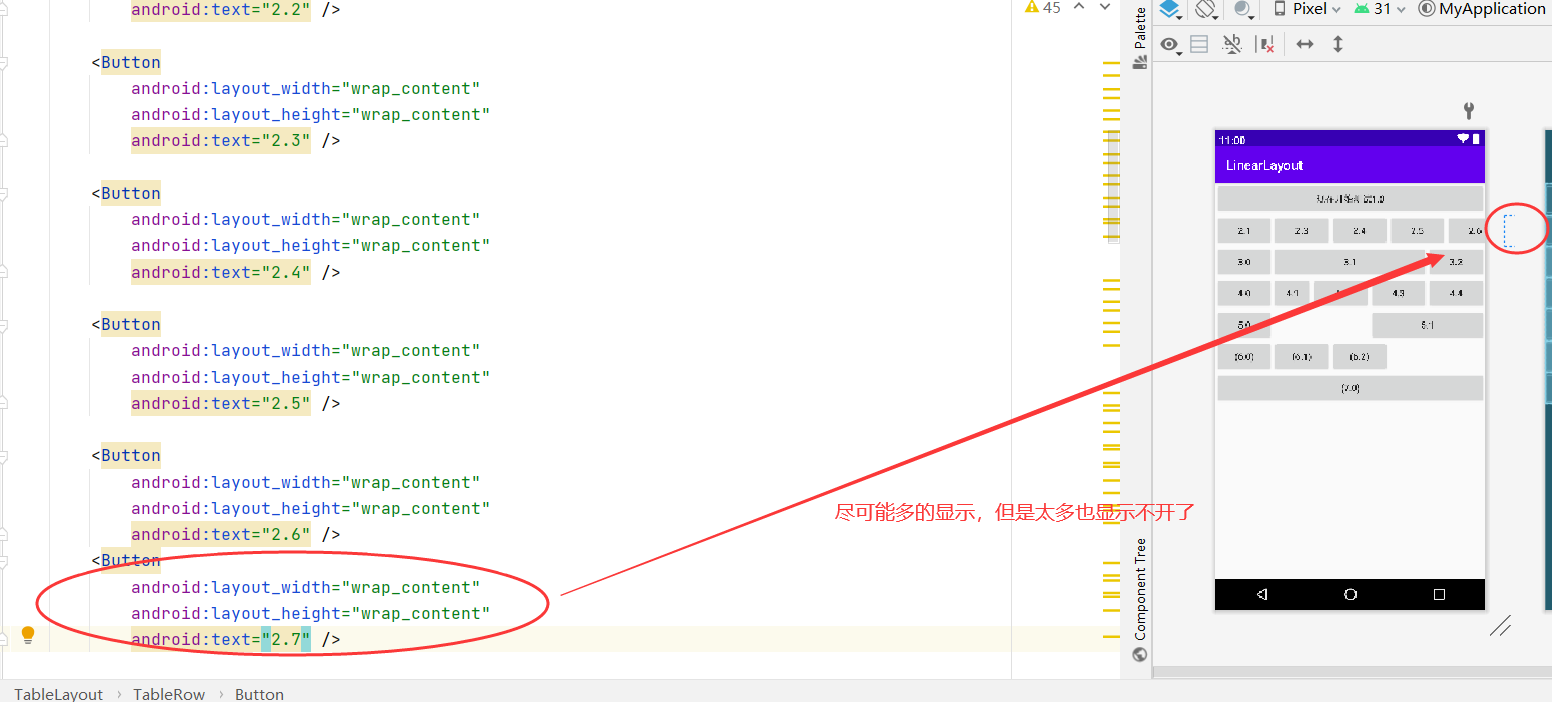 android:text="2.2" />
45
<Button
android:layout_width="wrap_content"
android:layout_height="wrap_content"
android:text="2.3" />
<Button
android:layout_width="wrap_content"
android:layout_height="wrap_content"
android:text="2.4" />
<Button
android:layout_width="wrap_content"
android:layout_height="wrap_content"
android:text="2.5" />
<Button
android:layout_width="wrap_content"
android:layout_height="wrap_content"
android:text="2.6" />
<Button
android:layout_width="wrap_content"
android:layout_height="wrap_content"
android:text="2.7" />
TableLayout › TableRow › Button
尽可能多的显示，但是太多也显示不开了
Palette
Component Tree
Pixel 31 MyApplication
11:00
LinearLayout
2.1 2.3 2.4 2.5 2.6
3.0 3.1 3.2
4.0 4.1 4.3 4.4
5.0 5.1
(6.0) (6.1) (6.2)
(7.0)